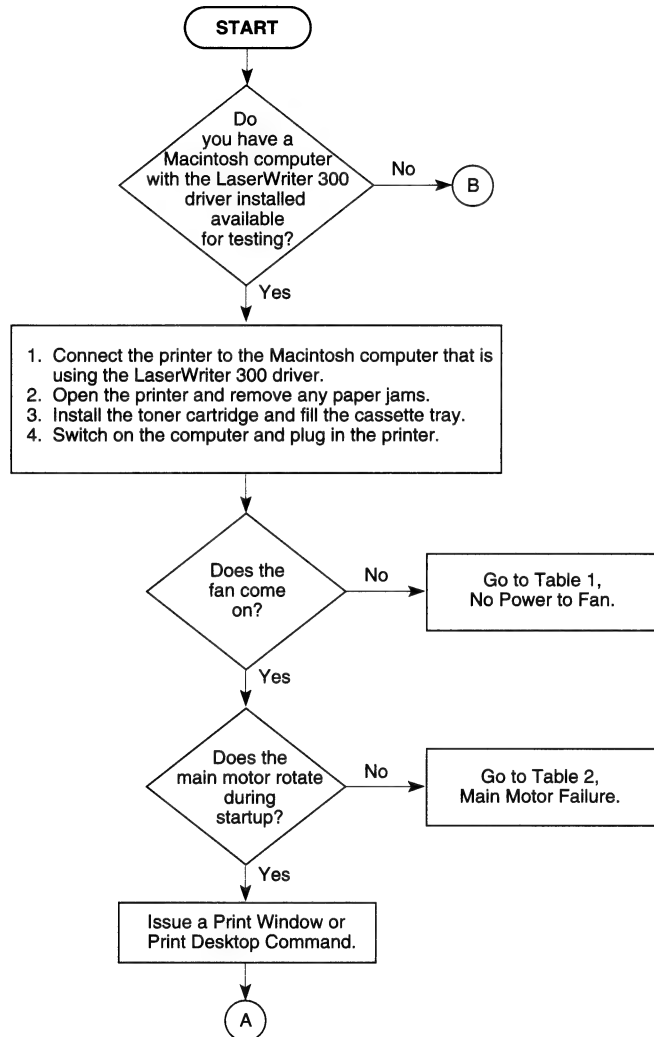 START
Do
you have a
Macintosh computer
with the LaserWriter 300
driver installed
available
for testing?
No
B
Yes
1. Connect the printer to the Macintosh computer that is
using the LaserWriter 300 driver.
2. Open the printer and remove any paper jams.
3. Install the toner cartridge and fill the cassette tray.
4. Switch on the computer and plug in the printer.
Does the
fan come
on?
No
Go to Table 1,
No Power to Fan.
Yes
Does the
main motor rotate
during
startup?
No
Go to Table 2,
Main Motor Failure.
Yes
Issue a Print Window or
Print Desktop Command.
A